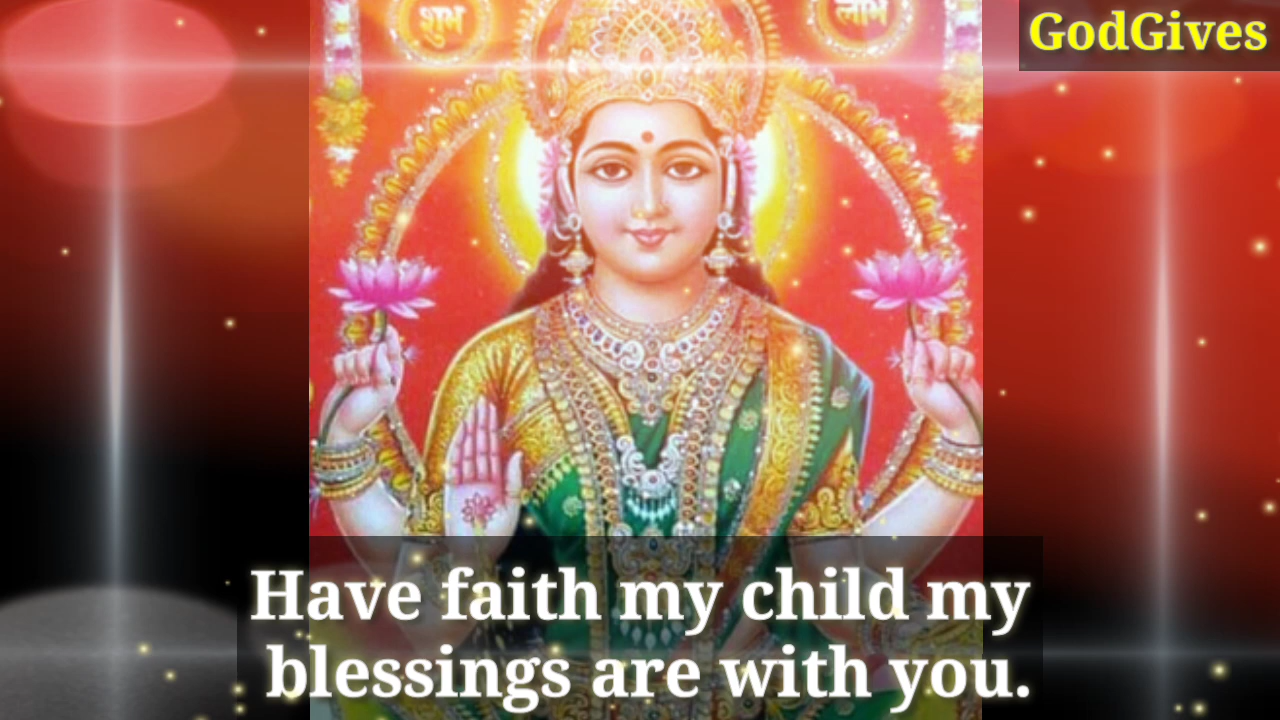 शुभ
लाभ
GodGives
Have faith my child my
blessings are with you.